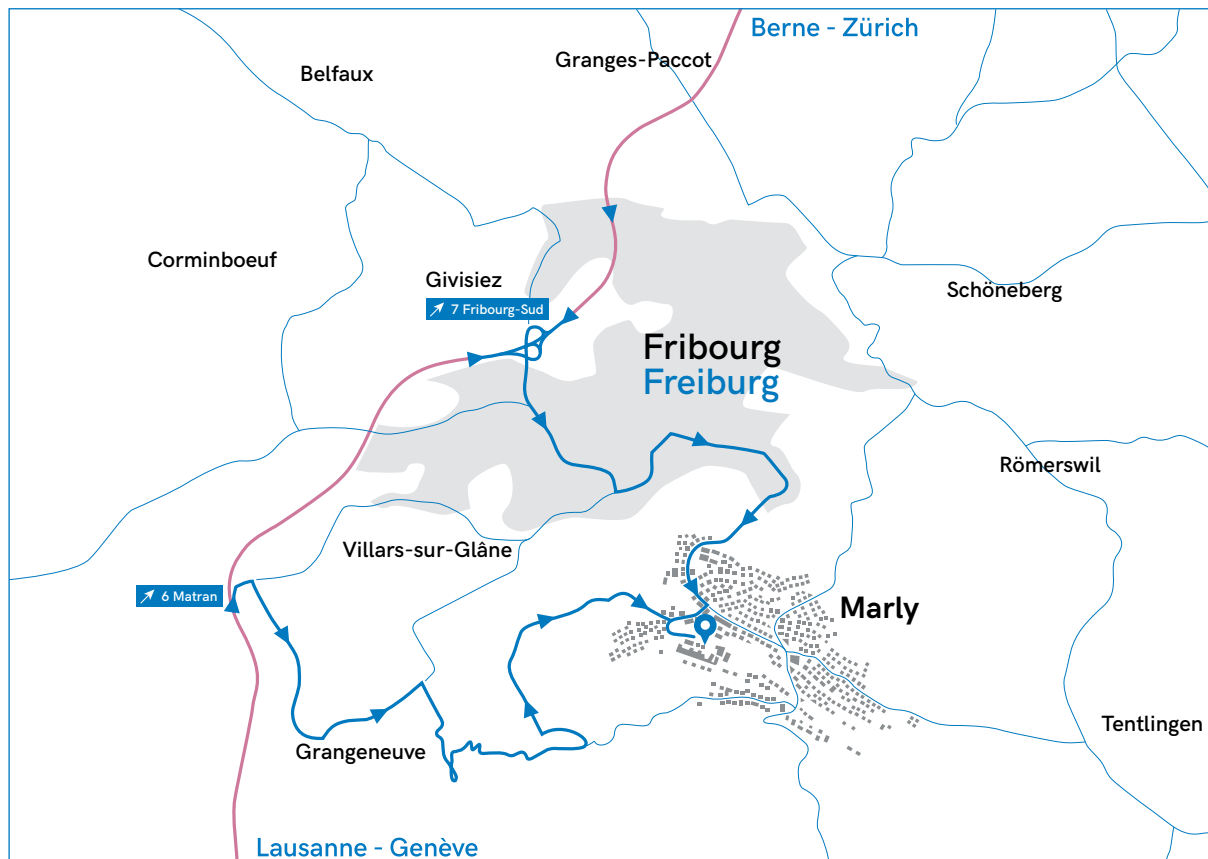 Berne - Zürich
Granges-Paccot
Belfaux
Corminboeuf
Givisiez
7 Fribourg-Sud
Schöneberg
Fribourg
Freiburg
Römerswil
Villars-sur-Glâne
6 Matran
Marly
Tentlingen
Grangeneuve
Lausanne - Genève